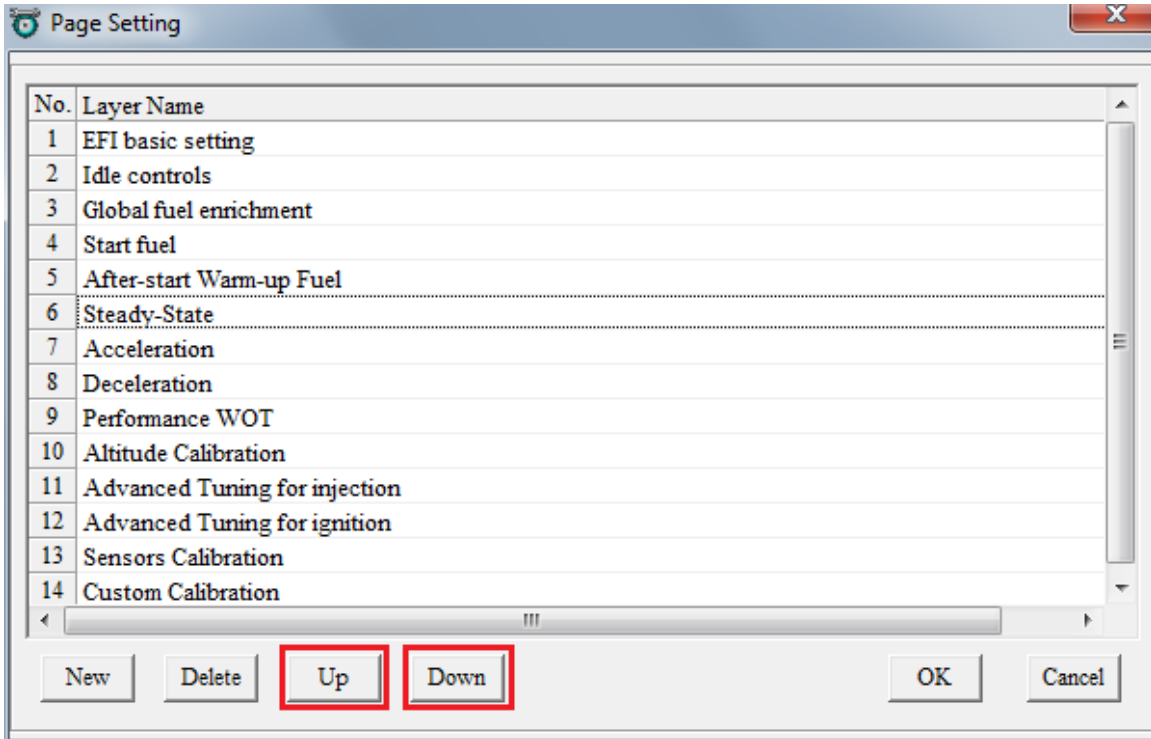 Page Setting
No. Layer Name
1 EFI basic setting
2 Idle controls
3 Global fuel enrichment
4 Start fuel
5 After-start Warm-up Fuel
6 Steady-State
7 Acceleration
8 Deceleration
9 Performance WOT
10 Altitude Calibration
11 Advanced Tuning for injection
12 Advanced Tuning for ignition
13 Sensors Calibration
14 Custom Calibration
New Delete Up Down OK Cancel